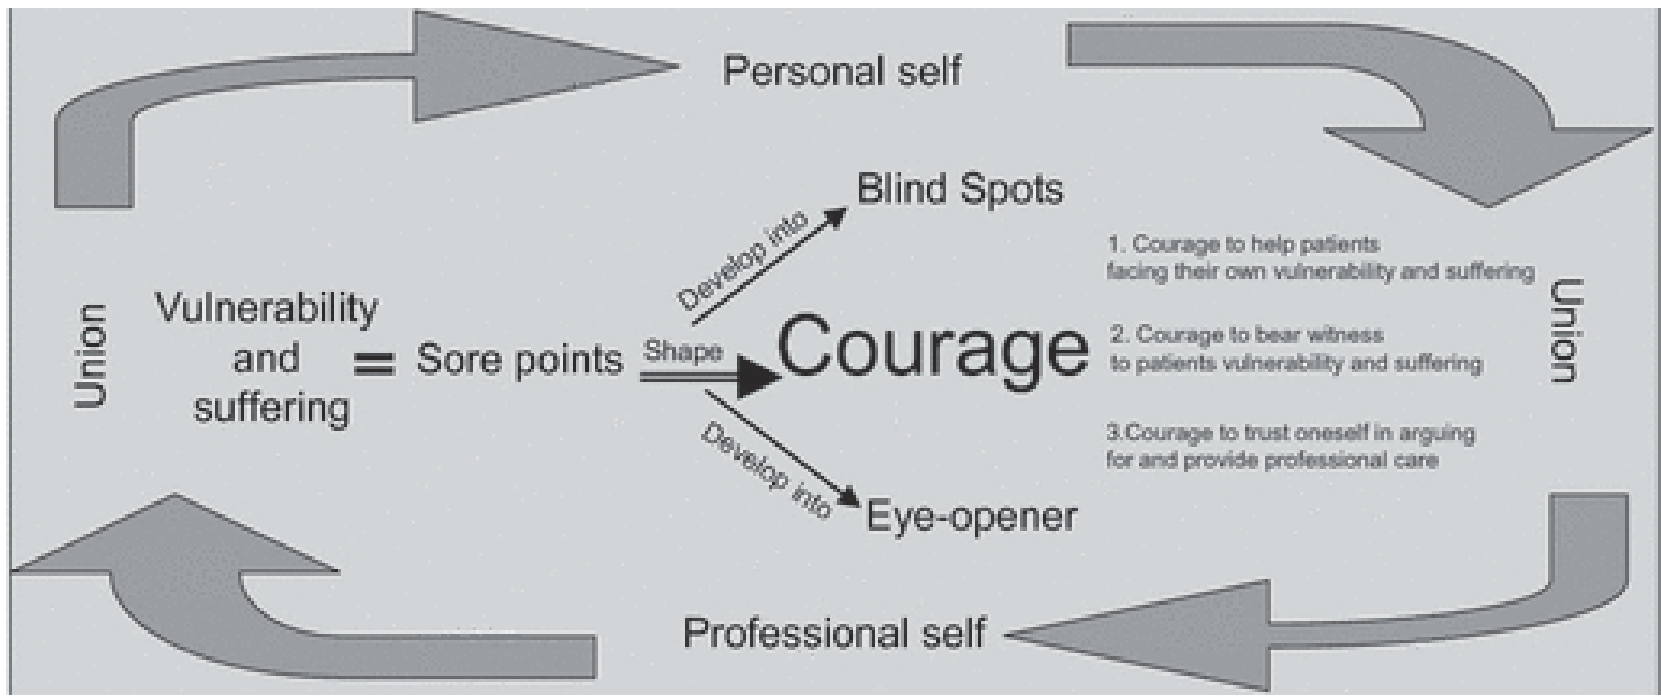 Personal self
Blind Spots
Develop into
1. Courage to help patients
facing their own vulnerability and suffering
Union
Vulnerability
and
suffering
=
Sore points
Shape
Courage
2. Courage to bear witness
to patients vulnerability and suffering
Union
3.Courage to trust oneself in arguing
for and provide professional care
Develop into
Eye-opener
Professional self